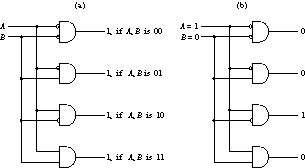 (a)
A
B
1, if A, B is 00
1, if A, B is 01
1, if A, B is 10
1, if A, B is 11
(b)
A = 1
B = 0
0
0
1
0